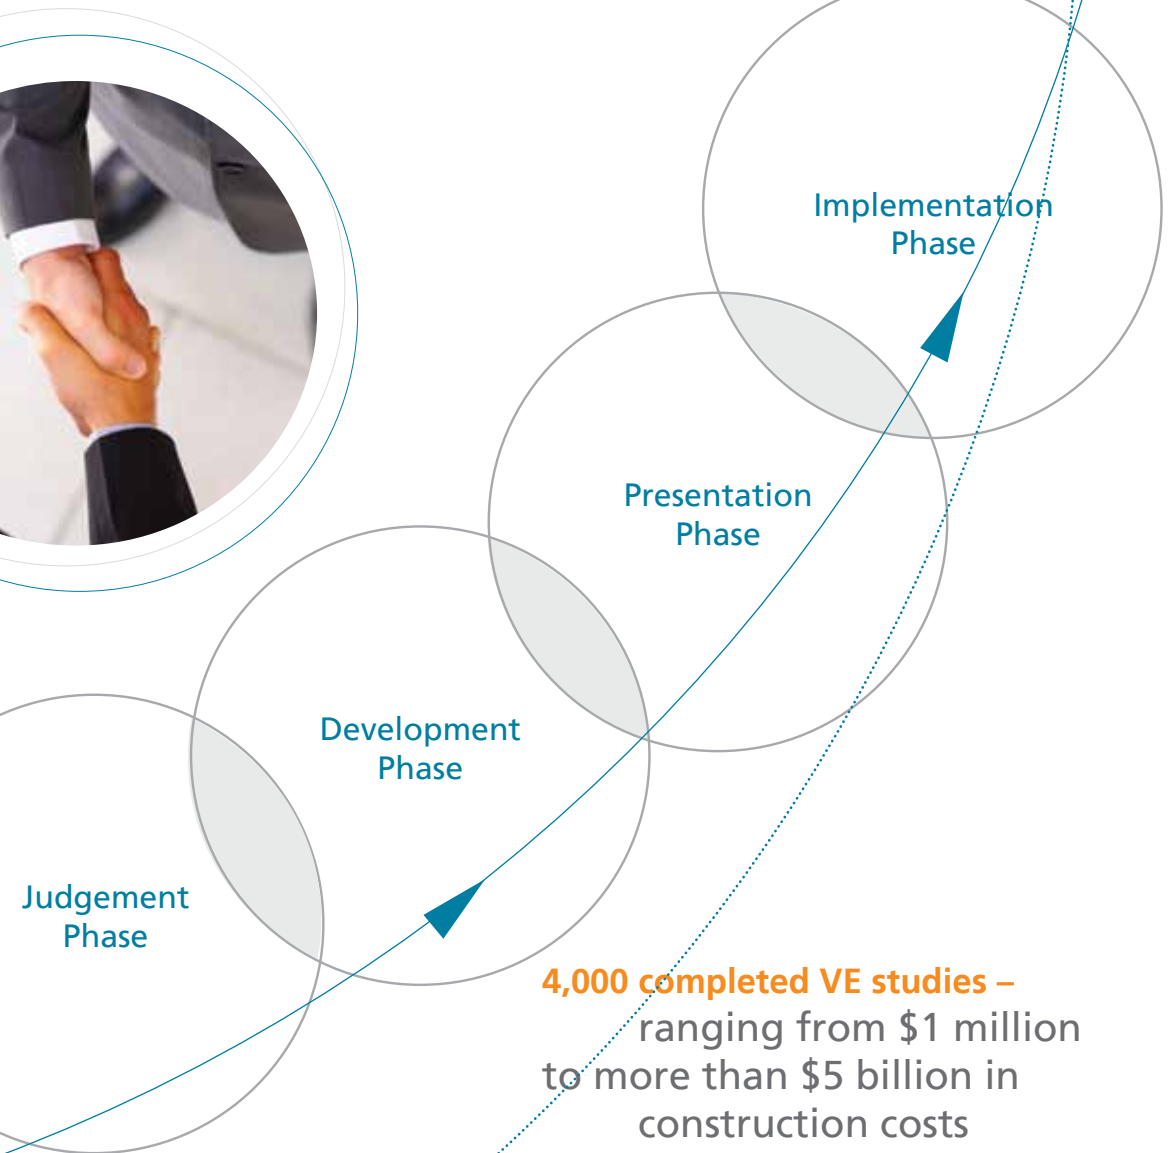 Implementation
Phase
Presentation
Phase
Development
Phase
Judgement
Phase
4,000 completed VE studies –
ranging from $1 million
to more than $5 billion in
construction costs